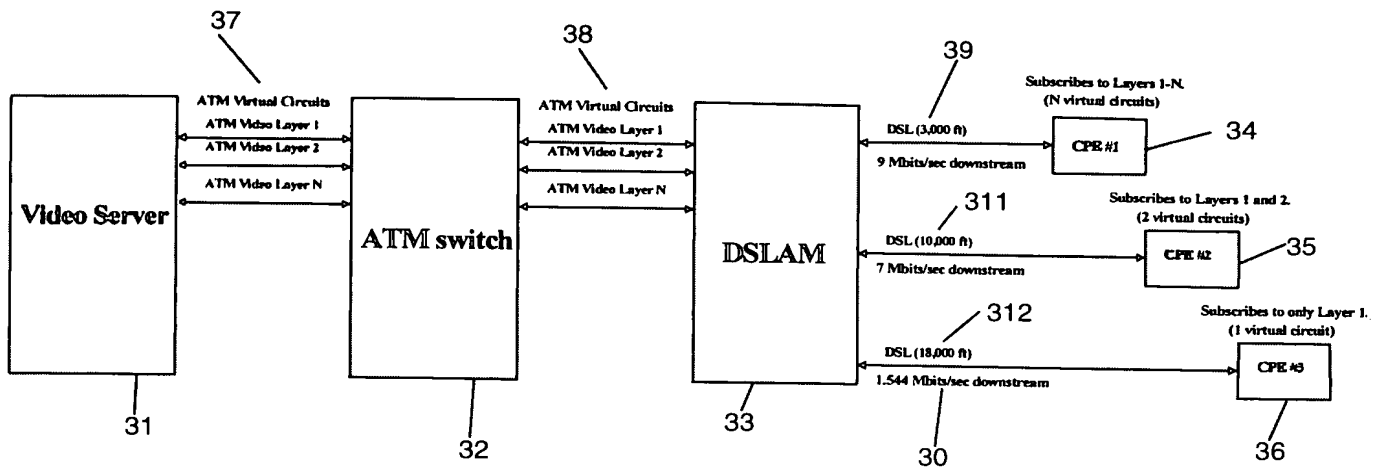 37
38
39
ATM Virtual Circuits
ATM Video Layer 1
ATM Video Layer 2
ATM Video Layer N
ATM Virtual Circuits
ATM Video Layer 1
ATM Video Layer 2
ATM Video Layer N
Video Server
ATM switch
DSLAM
Subscribes to Layers 1-N.
(N virtual circuits)
DSL (3,000 ft)
9 Mbits/sec downstream
CPE #1
34
311
Subscribes to Layers 1 and 2.
(2 virtual circuits)
DSL (10,000 ft)
7 Mbits/sec downstream
CPE #2
35
312
Subscribes to only Layer 1.
(1 virtual circuit)
DSL (18,000 ft)
1.544 Mbits/sec downstream
CPE #3
31
32
33
30
36